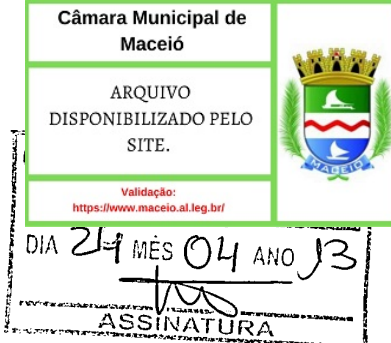 Câmara Municipal de
Maceió
ARQUIVO
DISPONIBILIZADO PELO
SITE.
Validação:
https://www.maceio.al.leg.br/
MACEIÓ
DIA 24 MÊS 04 ANO 13
ASSINATURA